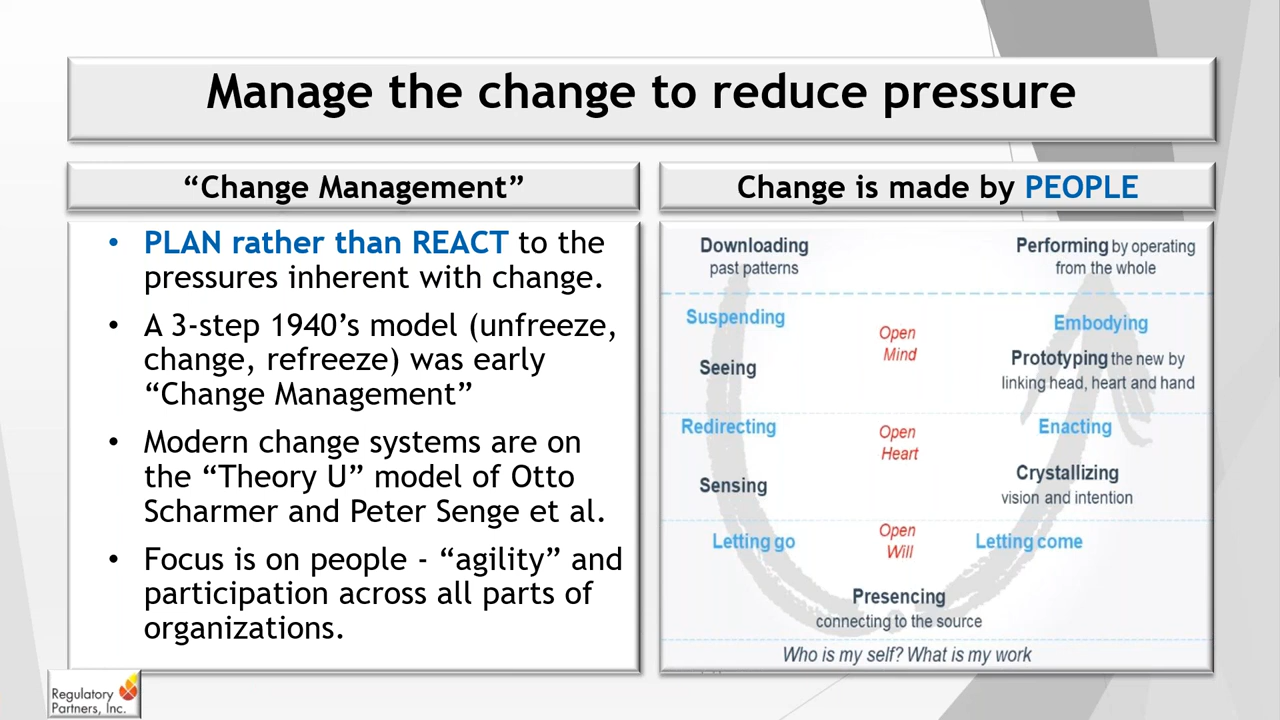 Manage the change to reduce pressure
“Change Management”
• PLAN rather than REACT to the
pressures inherent with change.
• A 3-step 1940’s model (unfreeze,
change, refreeze) was early
“Change Management”
• Modern change systems are on
the “Theory U” model of Otto
Scharmer and Peter Senge et al.
• Focus is on people - “agility” and
participation across all parts of
organizations.
Change is made by PEOPLE
Downloading
past patterns
Performing by operating
from the whole
Suspending
Open
Mind
Embodying
Seeing
Prototyping the new by
linking head, heart and hand
Redirecting
Open
Heart
Enacting
Sensing
Crystallizing
vision and intention
Letting go
Open
Will
Letting come
Presencing
connecting to the source
Who is my self? What is my work
Regulatory
Partners, Inc.